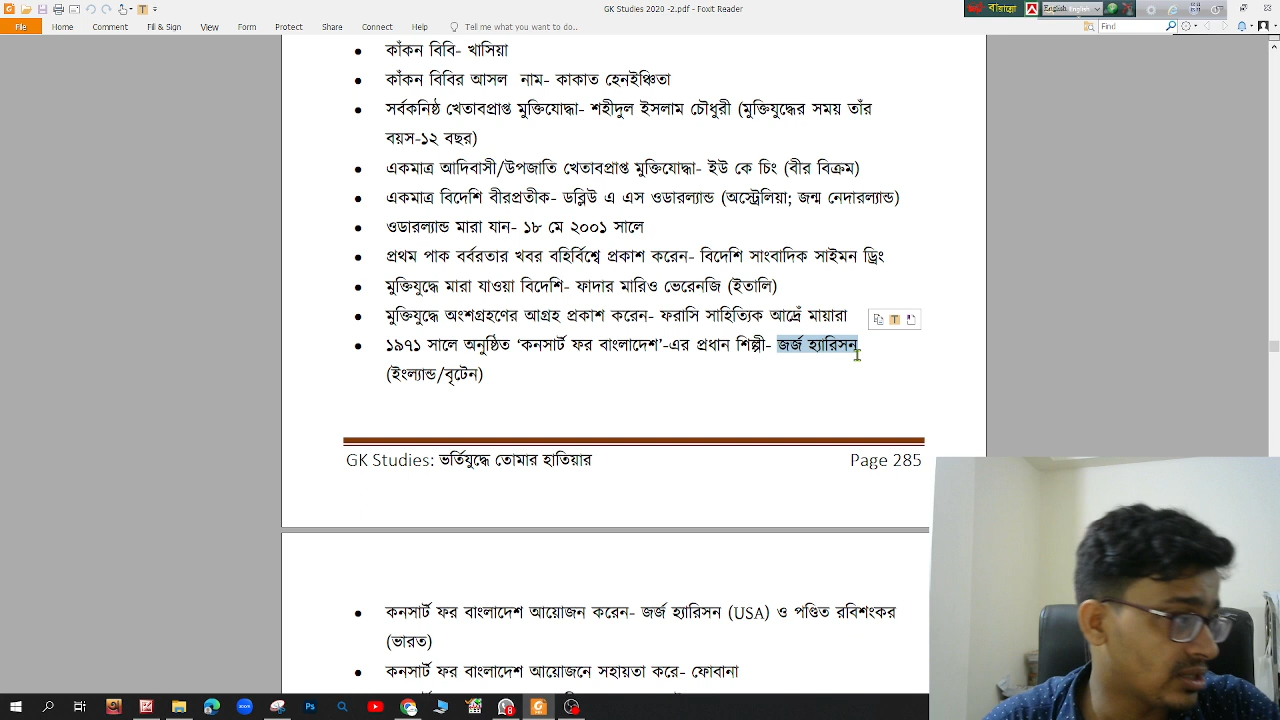 GK Studies 2020 -2.pdf - Foxit Reader
বাংলায় English English
File Home Comment View Form Protect Share Connect Help Tell me what you want to do..
Fill & Sign
Find
কাঁকন বিবি- খাসিয়া
কাঁকন বিবির আসল নাম- কাকাত হেনইঞ্চিতা
সর্বকনিষ্ঠ খেতাবপ্রাপ্ত মুক্তিযোদ্ধা- শহীদুল ইসলাম চৌধুরী (মুক্তিযুদ্ধের সময় তাঁর
বয়স-১২ বছর)
একমাত্র আদিবাসী/উপজাতি খেতাবপ্রাপ্ত মুক্তিযোদ্ধা- ইউ কে চিং (বীর বিক্রম)
একমাত্র বিদেশি বীরপ্রতীক- ডব্লিউ এ এস ওডারল্যান্ড (অস্ট্রেলিয়া; জন্ম নেদারল্যান্ড)
ওডারল্যান্ড মারা যান- ১৮ মে ২০০১ সালে
প্রথম পাক বর্বরতার খবর বহির্বিশ্বে প্রকাশ করেন- বিদেশি সাংবাদিক সাইমন ড্রিং
মুক্তিযুদ্ধে মারা যাওয়া বিদেশি- ফাদার মারিও ভেরেনজি (ইতালি)
মুক্তিযুদ্ধে অংশগ্রহণের আগ্রহ প্রকাশ করেন- ফরাসি সাহিত্যিক আদ্রেঁ মায়ারা
১৯৭১ সালে অনুষ্ঠিত ‘কনসার্ট ফর বাংলাদেশ’-এর প্রধান শিল্পী- জর্জ হ্যারিসন
(ইংল্যান্ড/বৃটেন)
GK Studies: ভর্তিযুদ্ধে তোমার হাতিয়ার Page 285
কনসার্ট ফর বাংলাদেশ আয়োজন করেন- জর্জ হ্যারিসন (USA) ও পণ্ডিত রবিশংকর
(ভারত)
কনসার্ট ফর বাংলাদেশ আয়োজনে সহায়তা করে- ফোবানা